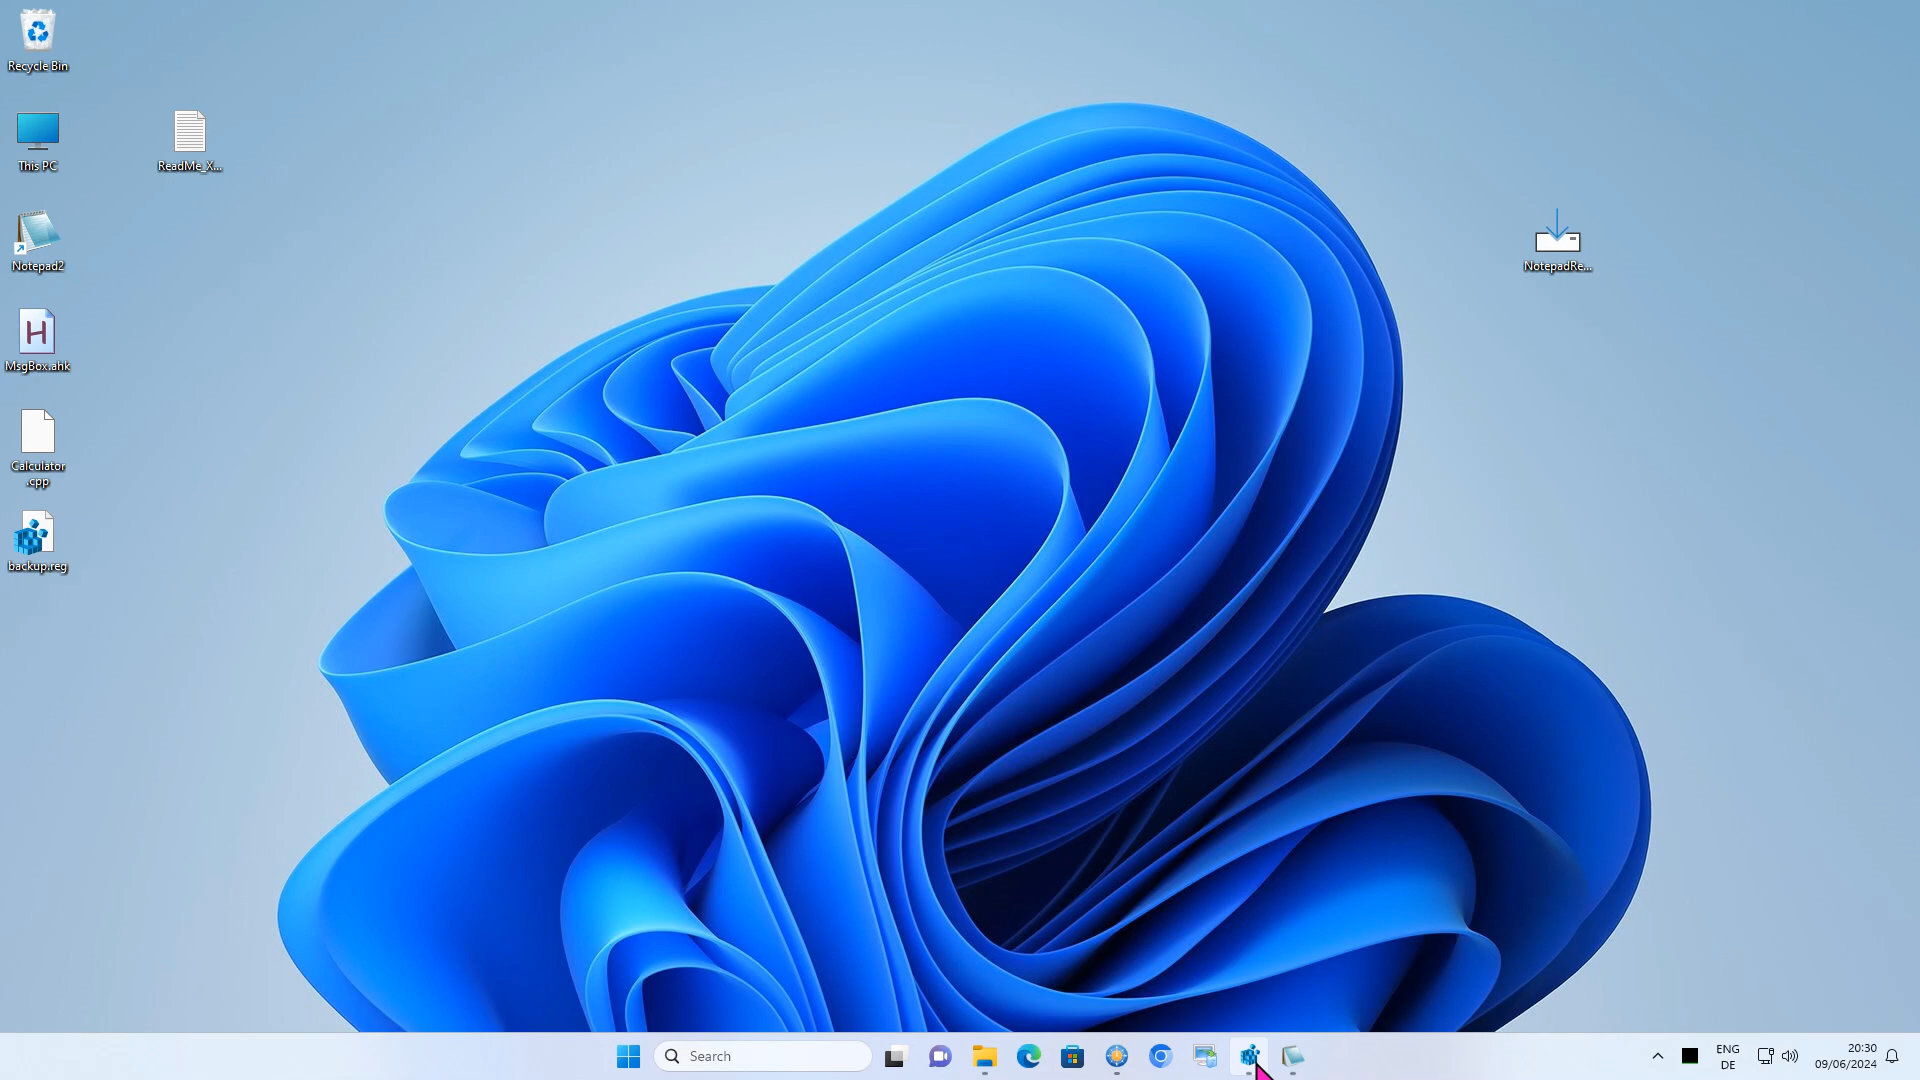 Recycle Bin
This PC
ReadMe_X...
Notepad2
NotepadRe...
MsgBox.ahk
Calculator
.cpp
backup.reg
Search
ENG
DE
20:30
09/06/2024